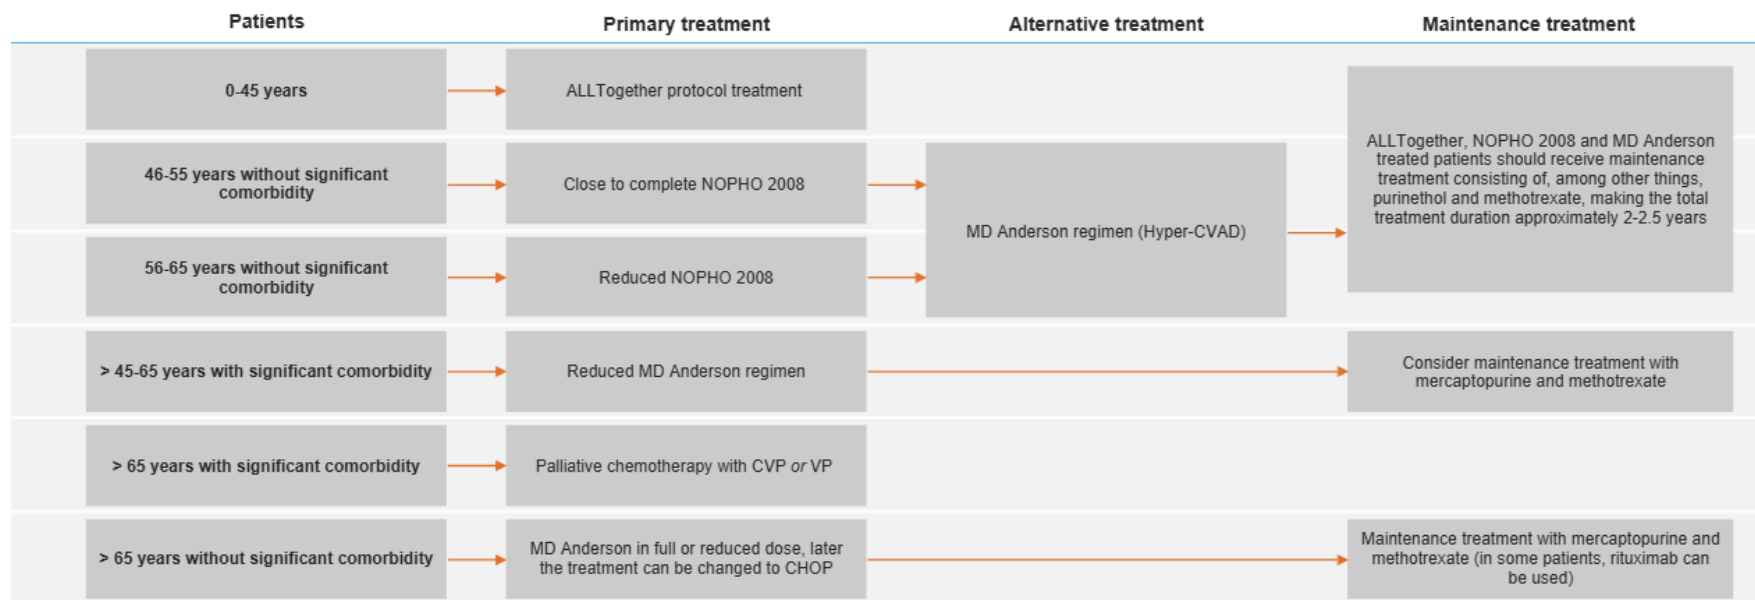 Patients
Primary treatment
Alternative treatment
Maintenance treatment
0-45 years
ALLTogether protocol treatment
46-55 years without significant
comorbidity
Close to complete NOPHO 2008
56-65 years without significant
comorbidity
Reduced NOPHO 2008
MD Anderson regimen (Hyper-CVAD)
ALLTogether, NOPHO 2008 and MD Anderson
treated patients should receive maintenance
treatment consisting of, among other things,
purinethol and methotrexate, making the total
treatment duration approximately 2-2.5 years
> 45-65 years with significant comorbidity
Reduced MD Anderson regimen
Consider maintenance treatment with
mercaptopurine and methotrexate
> 65 years with significant comorbidity
Palliative chemotherapy with CVP or VP
> 65 years without significant comorbidity
MD Anderson in full or reduced dose, later
the treatment can be changed to CHOP
Maintenance treatment with mercaptopurine and
methotrexate (in some patients, rituximab can
be used)